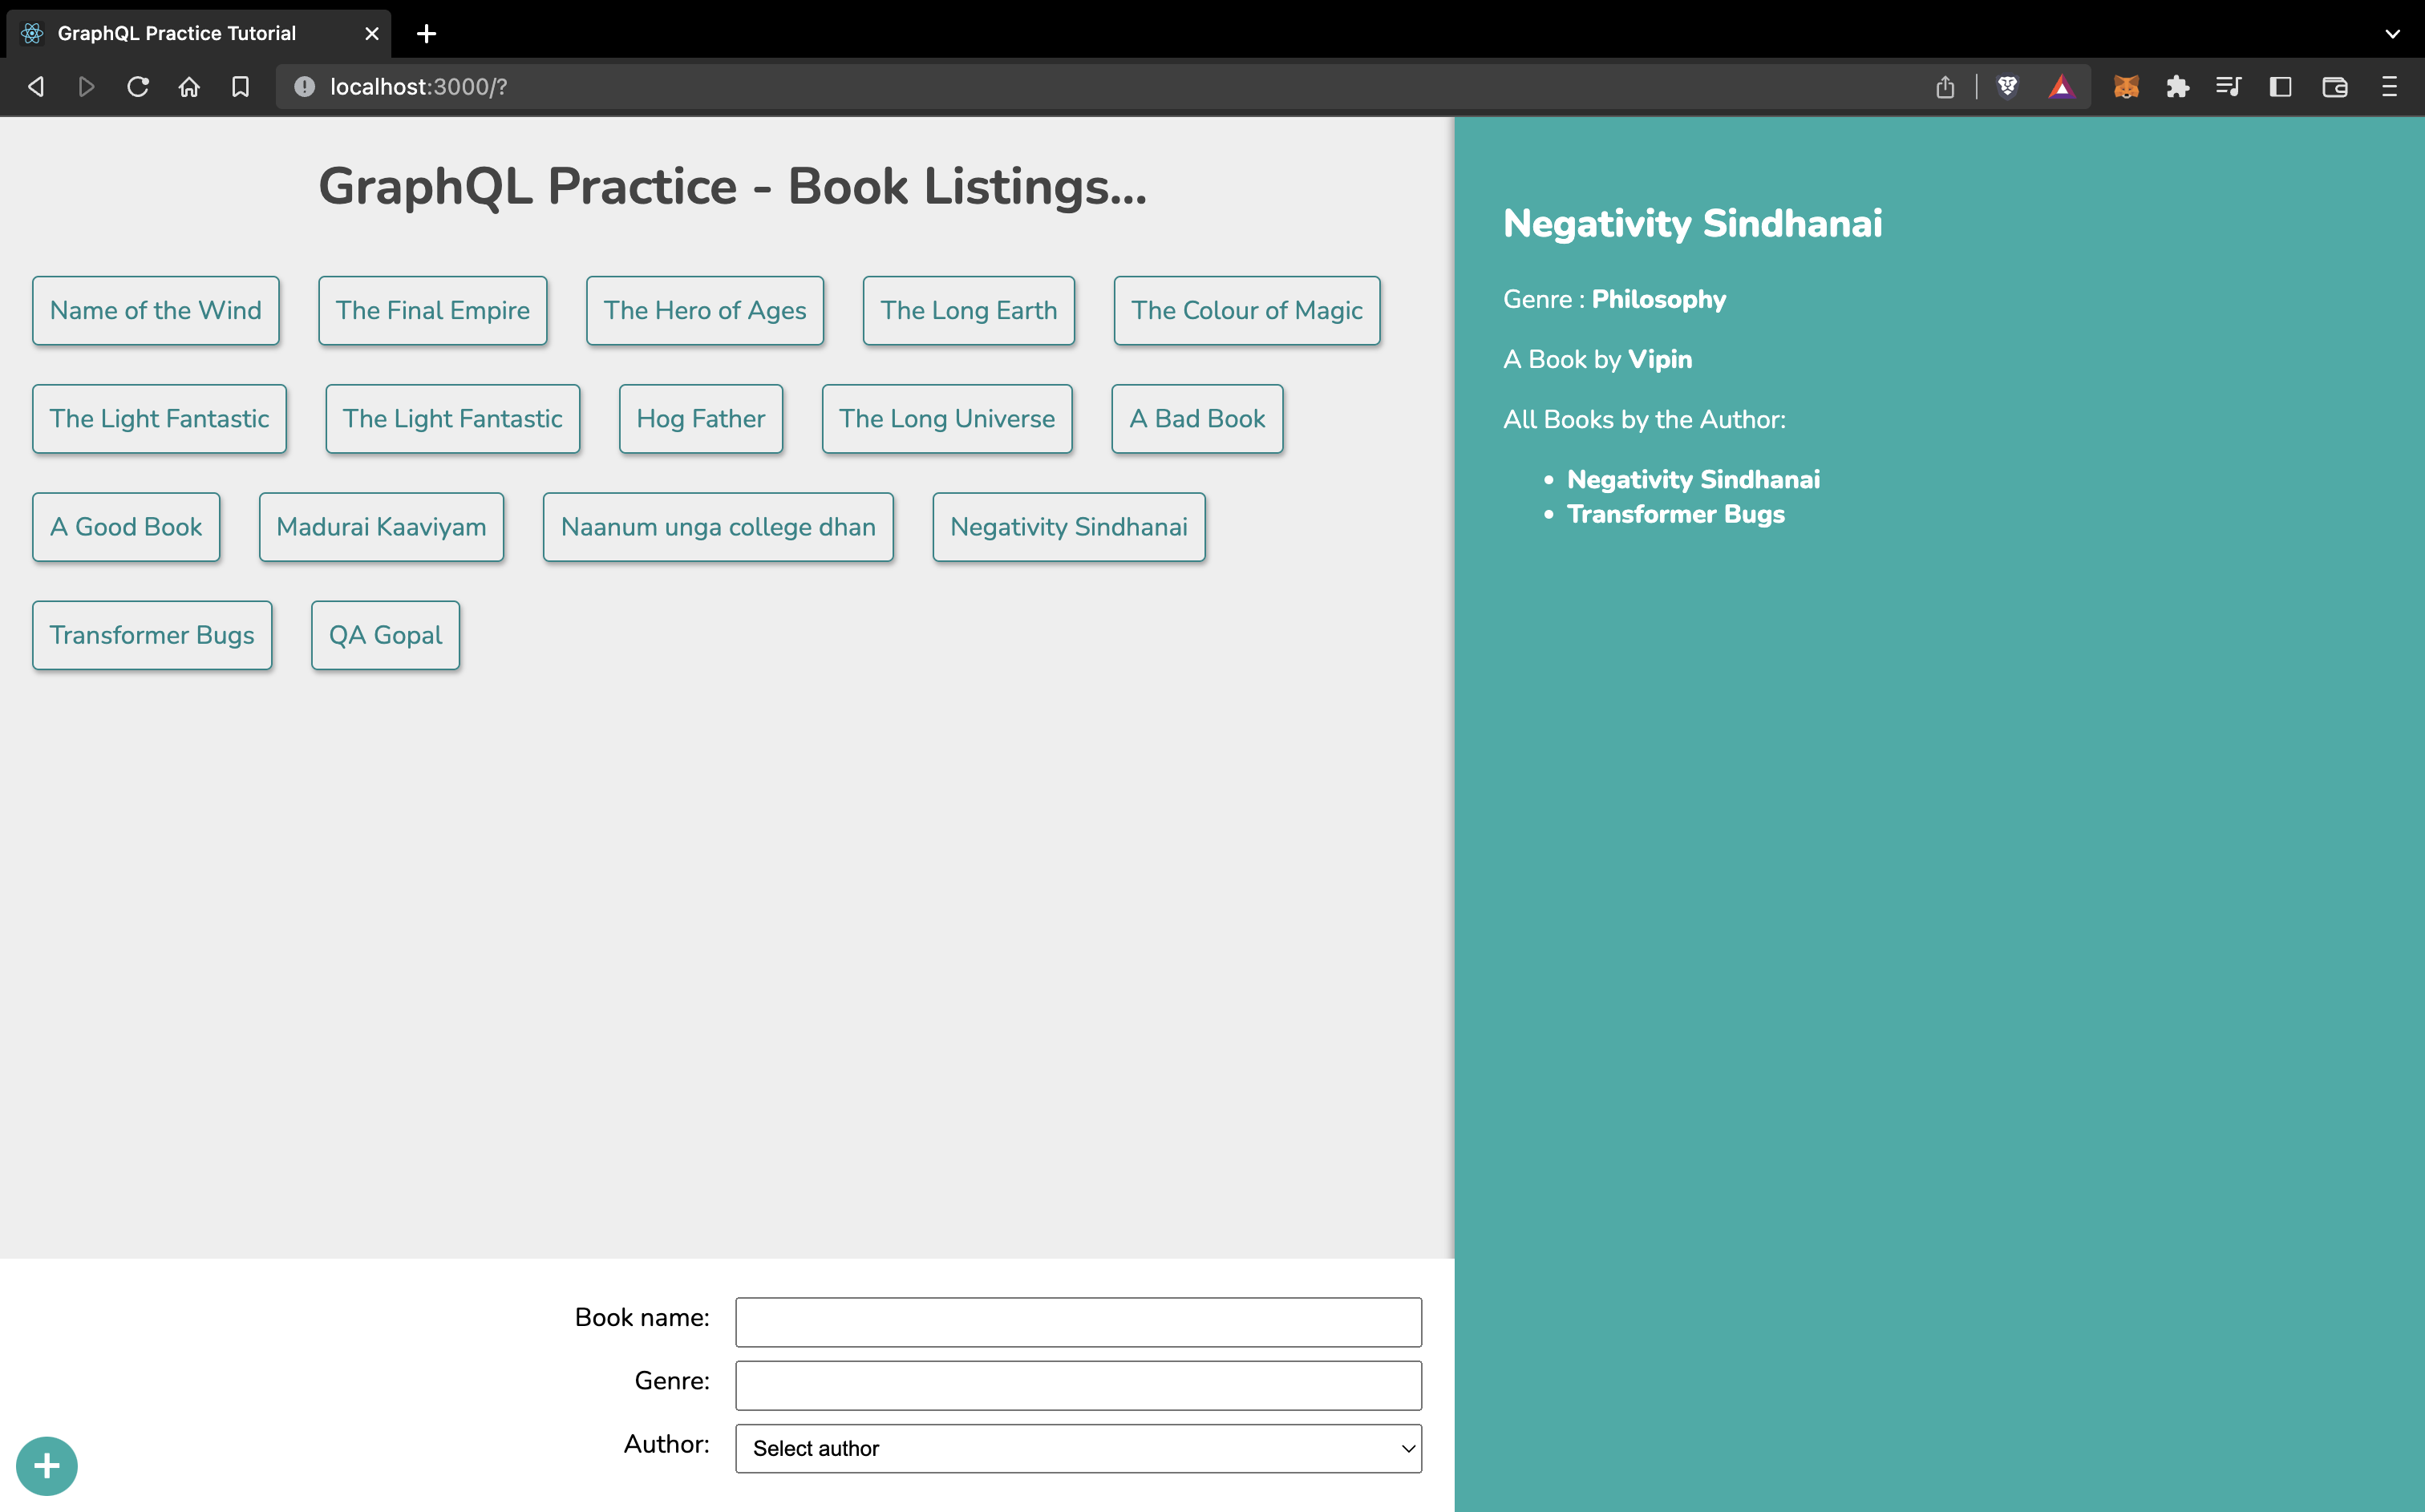 GraphQL Practice Tutorial
localhost:3000/?
GraphQL Practice - Book Listings...
Name of the Wind
The Final Empire
The Hero of Ages
The Long Earth
The Colour of Magic
The Light Fantastic
The Light Fantastic
Hog Father
The Long Universe
A Bad Book
A Good Book
Madurai Kaaviyam
Naanum unga college dhan
Negativity Sindhanai
Transformer Bugs
QA Gopal
Book name:
Genre:
Author:
Select author
Negativity Sindhanai
Genre : Philosophy
A Book by Vipin
All Books by the Author:
Negativity Sindhanai
Transformer Bugs